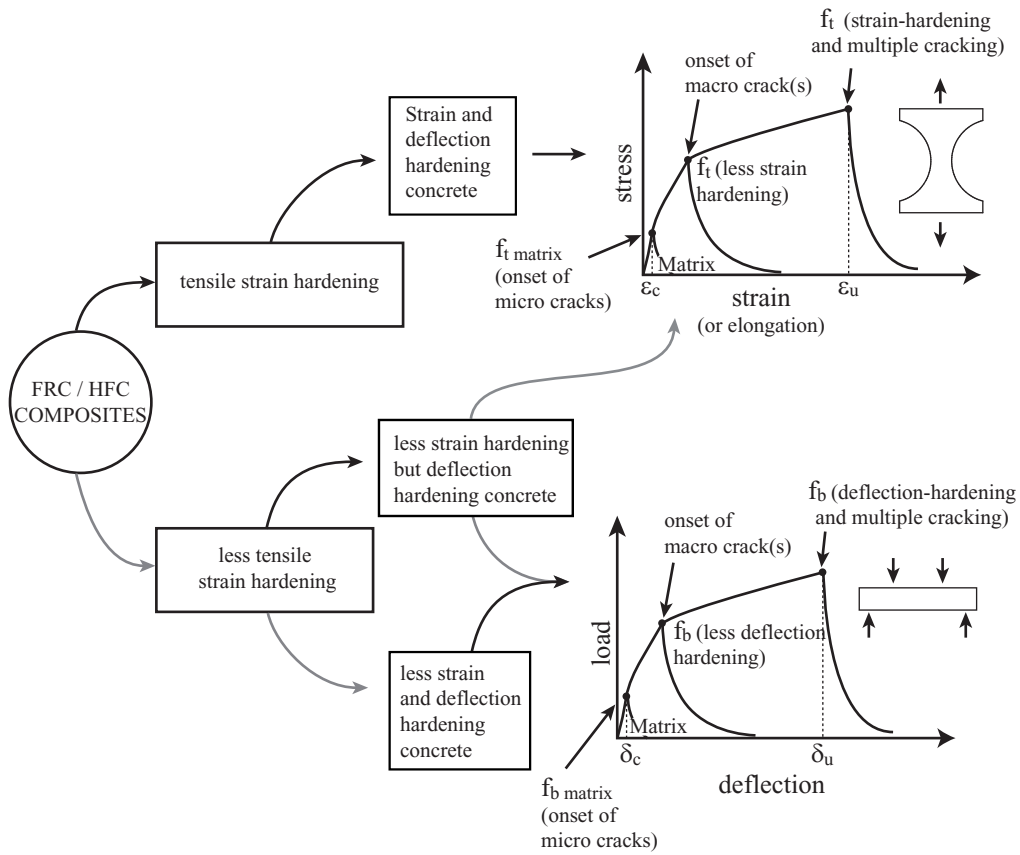 FRC / HFC
COMPOSITES
tensile strain hardening
Strain and
deflection
hardening
concrete
less tensile
strain hardening
less strain hardening
but deflection
hardening concrete
less strain
and deflection
hardening
concrete
stress
ft (strain-hardening
and multiple cracking)
onset of
macro crack(s)
ft (less strain
hardening)
ft matrix
(onset of
micro cracks)
Matrix
εc
εu
strain
(or elongation)
load
fb (deflection-hardening
and multiple cracking)
onset of
macro crack(s)
fb (less deflection
hardening)
Matrix
δc
δu
deflection
fb matrix
(onset of
micro cracks)